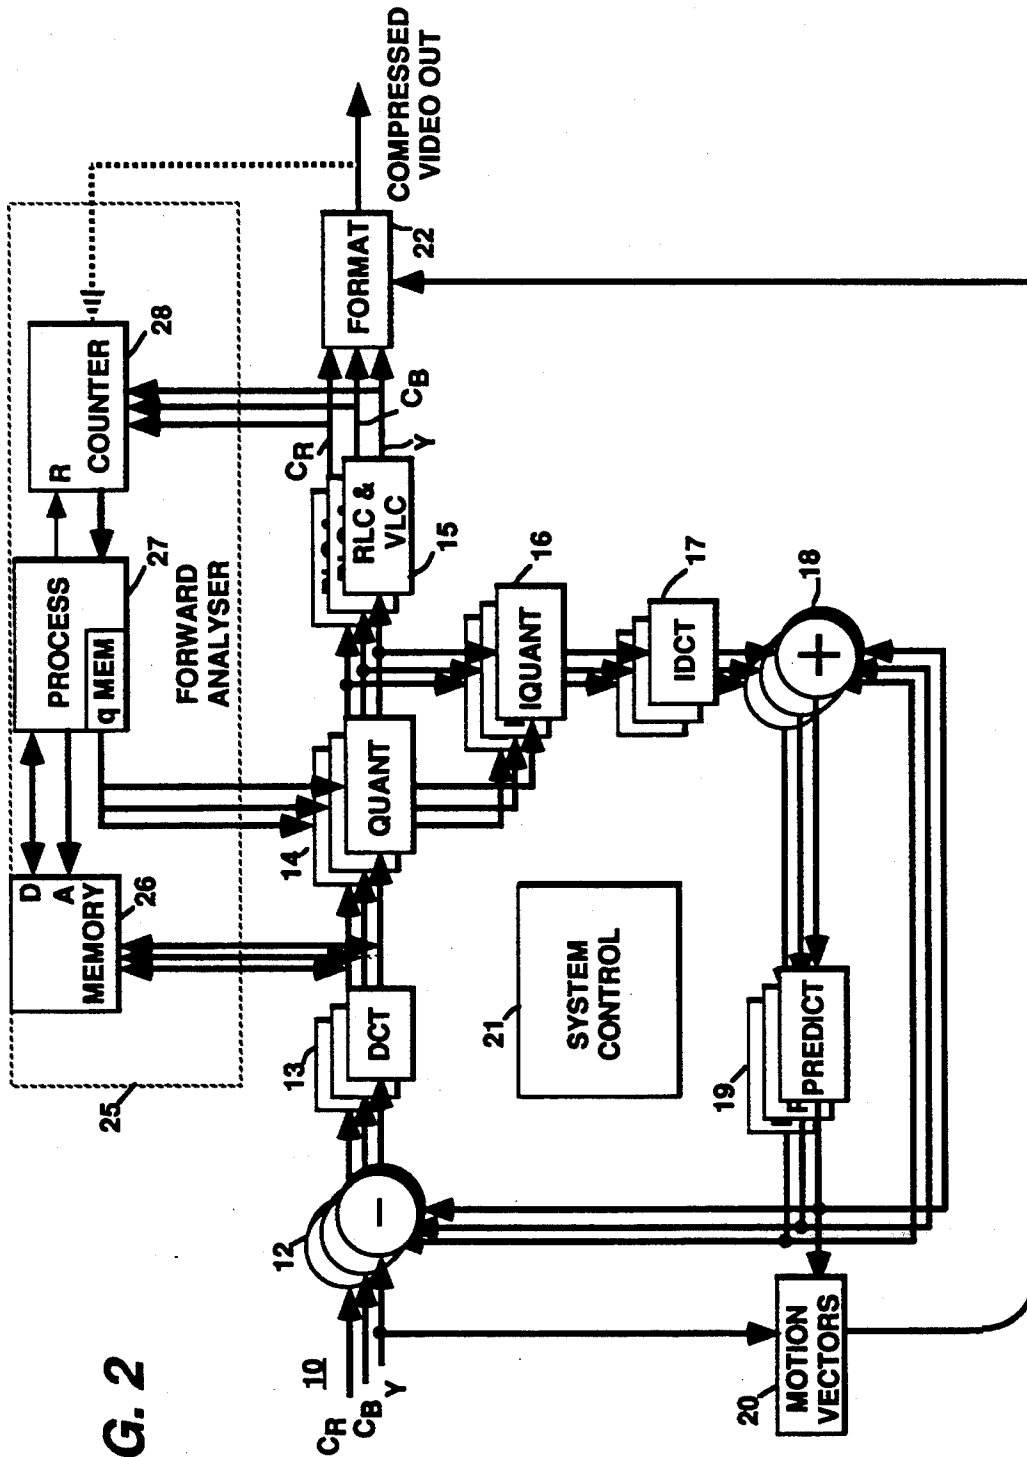 G. 2
10
CR
CB
Y
12
-
13
DCT
14
QUANT
RLC &
VLC
15
CR
CB
Y
FORMAT
22
COMPRESSED
VIDEO OUT
25
MEMORY
26
D
A
PROCESS
q MEM
27
FORWARD
ANALYSER
R
COUNTER
28
IQUANT
16
IDCT
17
+
18
PREDICT
19
MOTION
VECTORS
20
SYSTEM
CONTROL
21